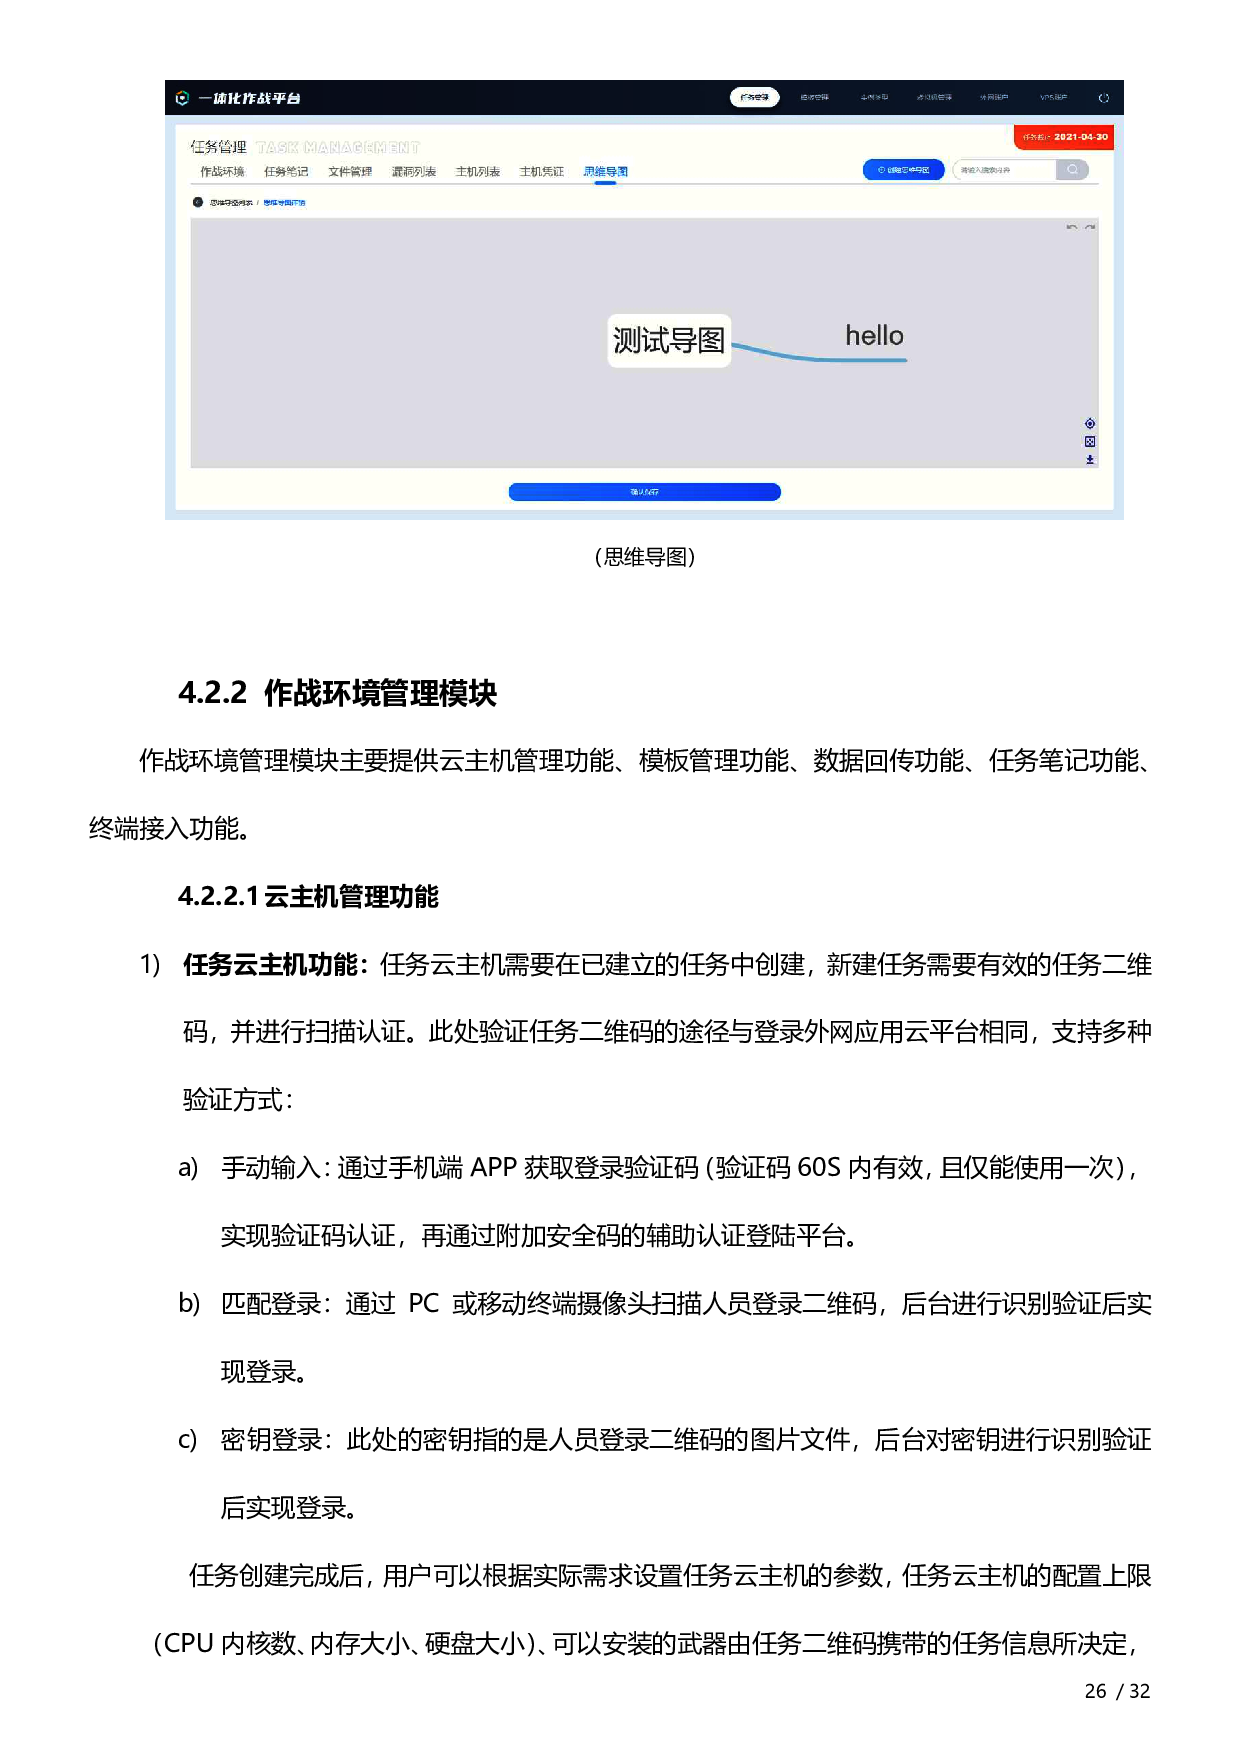 一体化作战平台
任务管理
2021-04-30
任务管理 TASK MANAGEMENT
作战环境 任务笔记 文件管理 漏洞列表 主机列表 主机凭证 思维导图
测试导图
hello
确认保存
（思维导图）
4.2.2 作战环境管理模块
作战环境管理模块主要提供云主机管理功能、模板管理功能、数据回传功能、任务笔记功能、
终端接入功能。
4.2.2.1云主机管理功能
1) 任务云主机功能：任务云主机需要在已建立的任务中创建，新建任务需要有效的任务二维
码，并进行扫描认证。此处验证任务二维码的途径与登录外网应用云平台相同，支持多种
验证方式：
a) 手动输入：通过手机端 APP 获取登录验证码（验证码 60S 内有效，且仅能使用一次），
实现验证码认证，再通过附加安全码的辅助认证登陆平台。
b) 匹配登录：通过 PC 或移动终端摄像头扫描人员登录二维码，后台进行识别验证后实
现登录。
c) 密钥登录：此处的密钥指的是人员登录二维码的图片文件，后台对密钥进行识别验证
后实现登录。
任务创建完成后，用户可以根据实际需求设置任务云主机的参数，任务云主机的配置上限
（CPU 内核数、内存大小、硬盘大小）、可以安装的武器由任务二维码携带的任务信息所决定，
26 / 32